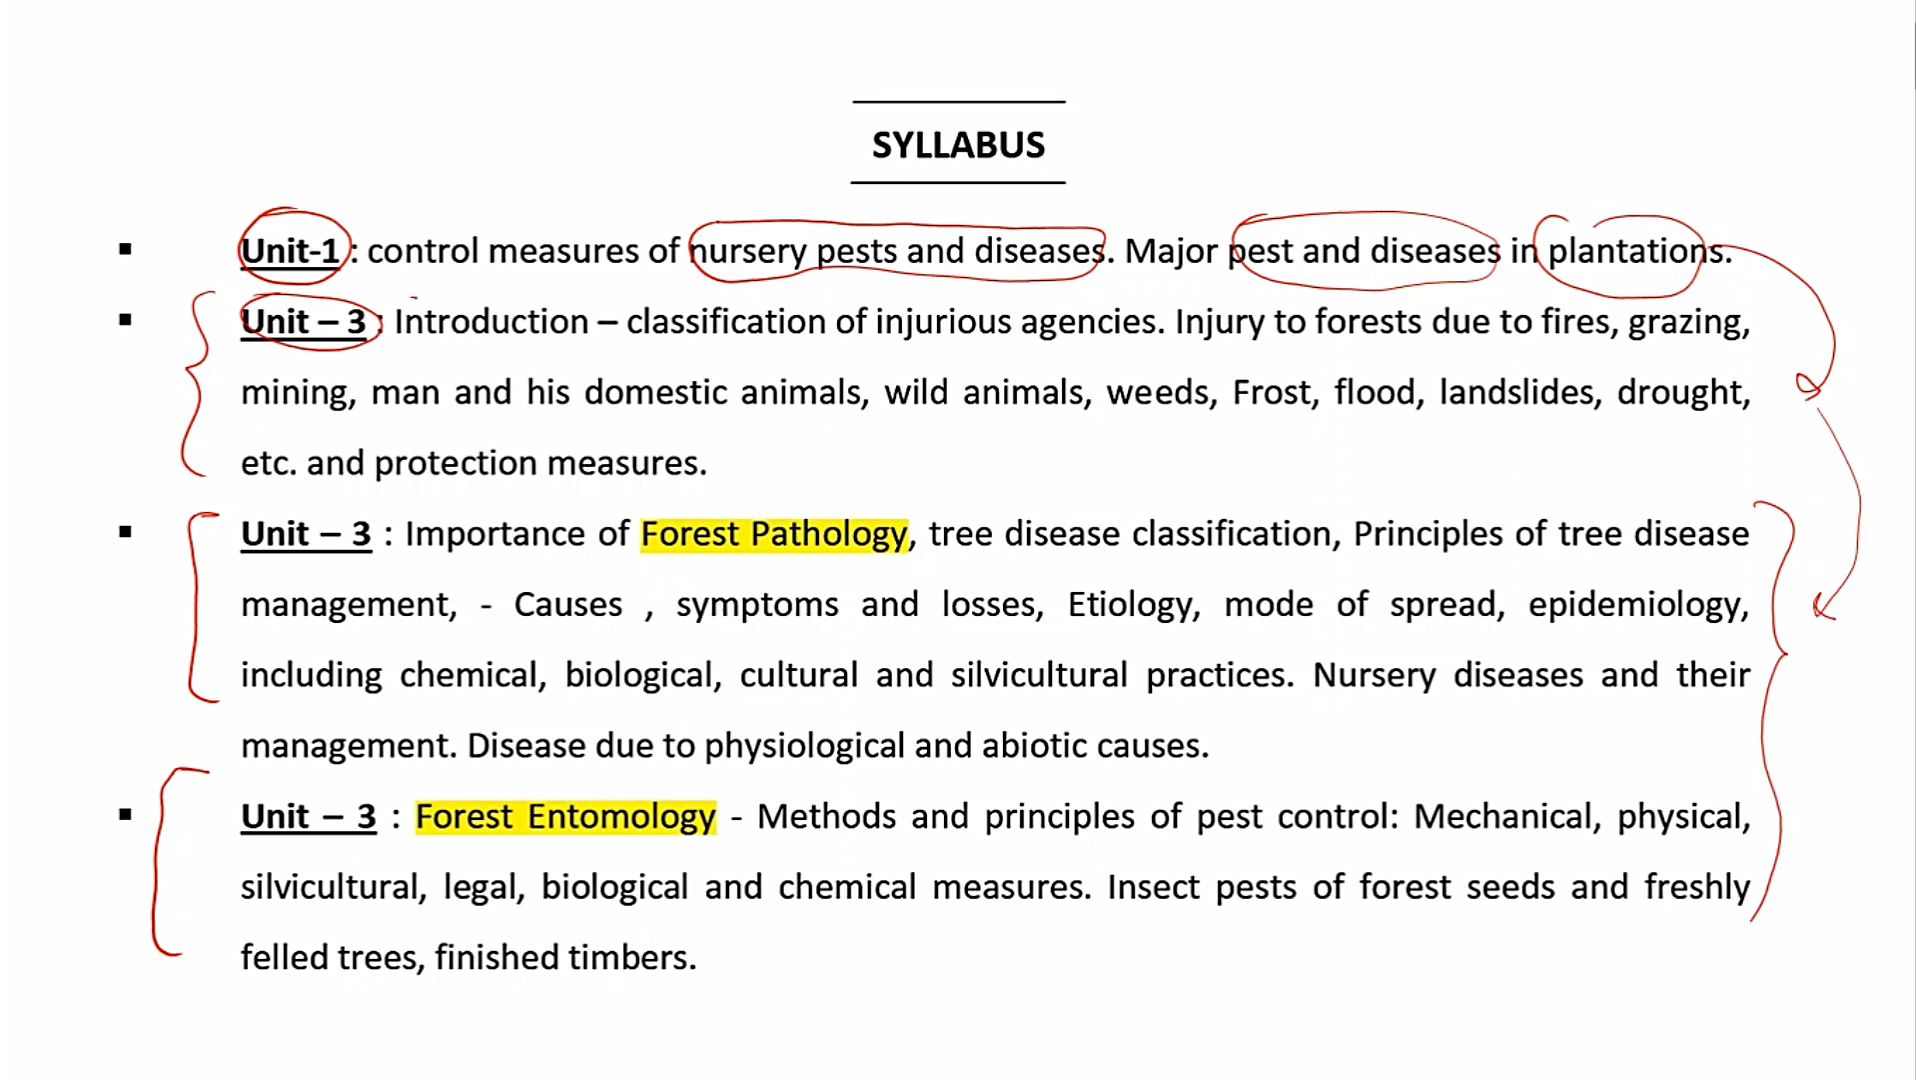 SYLLABUS
▪ Unit-1 : control measures of nursery pests and diseases. Major pest and diseases in plantations.
▪ Unit – 3 : Introduction – classification of injurious agencies. Injury to forests due to fires, grazing,
mining, man and his domestic animals, wild animals, weeds, Frost, flood, landslides, drought,
etc. and protection measures.
▪ Unit – 3 : Importance of Forest Pathology, tree disease classification, Principles of tree disease
management, - Causes , symptoms and losses, Etiology, mode of spread, epidemiology,
including chemical, biological, cultural and silvicultural practices. Nursery diseases and their
management. Disease due to physiological and abiotic causes.
▪ Unit – 3 : Forest Entomology - Methods and principles of pest control: Mechanical, physical,
silvicultural, legal, biological and chemical measures. Insect pests of forest seeds and freshly
felled trees, finished timbers.